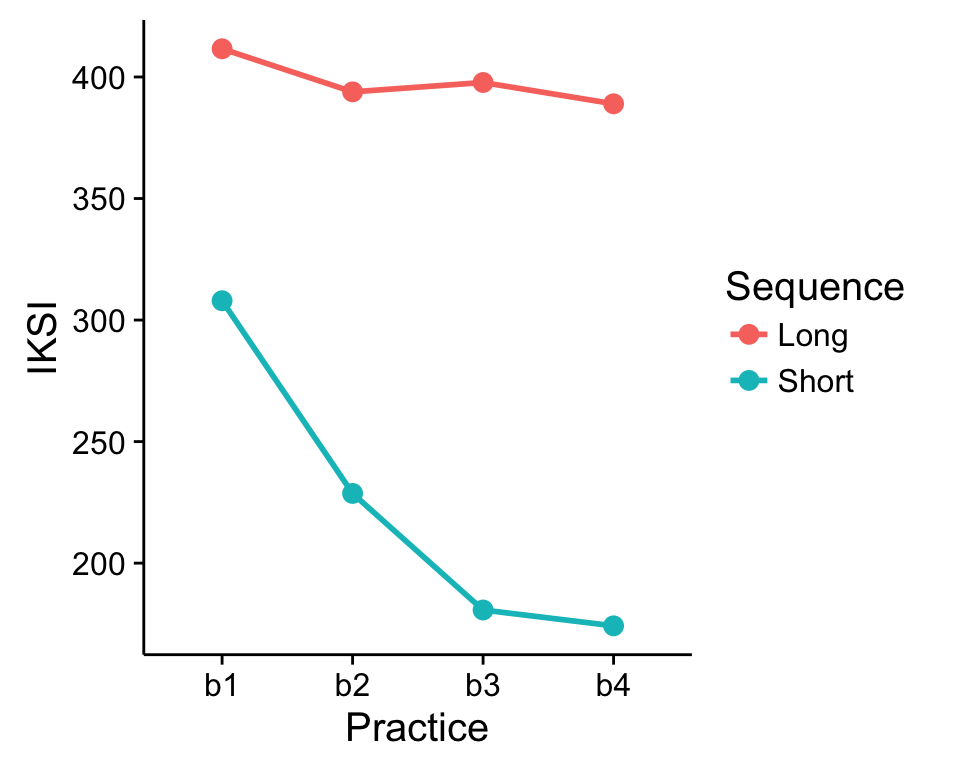 400
350
300
250
200
IKSI
b1 b2 b3 b4
Practice
Sequence
Long
Short